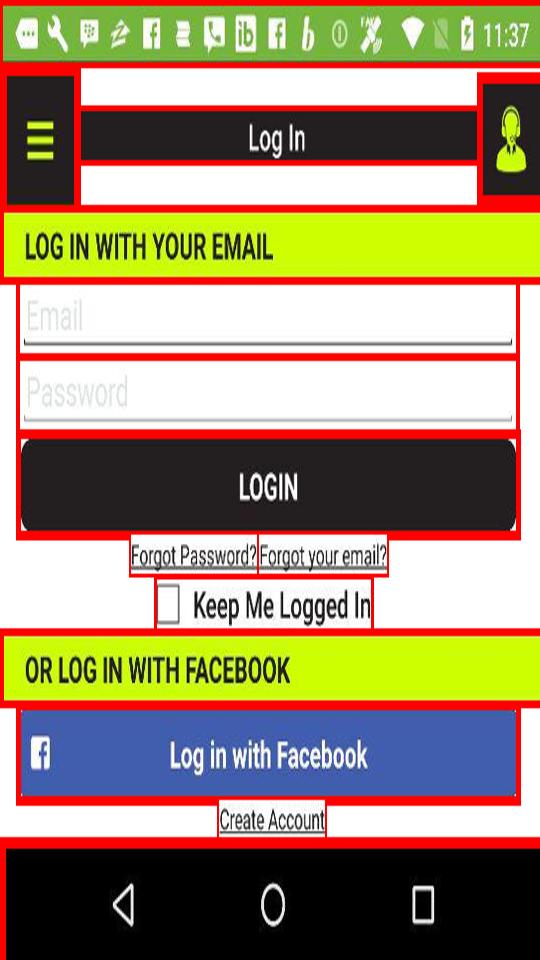 11:37
Log In
LOG IN WITH YOUR EMAIL
Email
Password
LOGIN
Forgot Password? Forgot your email?
Keep Me Logged In
OR LOG IN WITH FACEBOOK
Log in with Facebook
Create Account